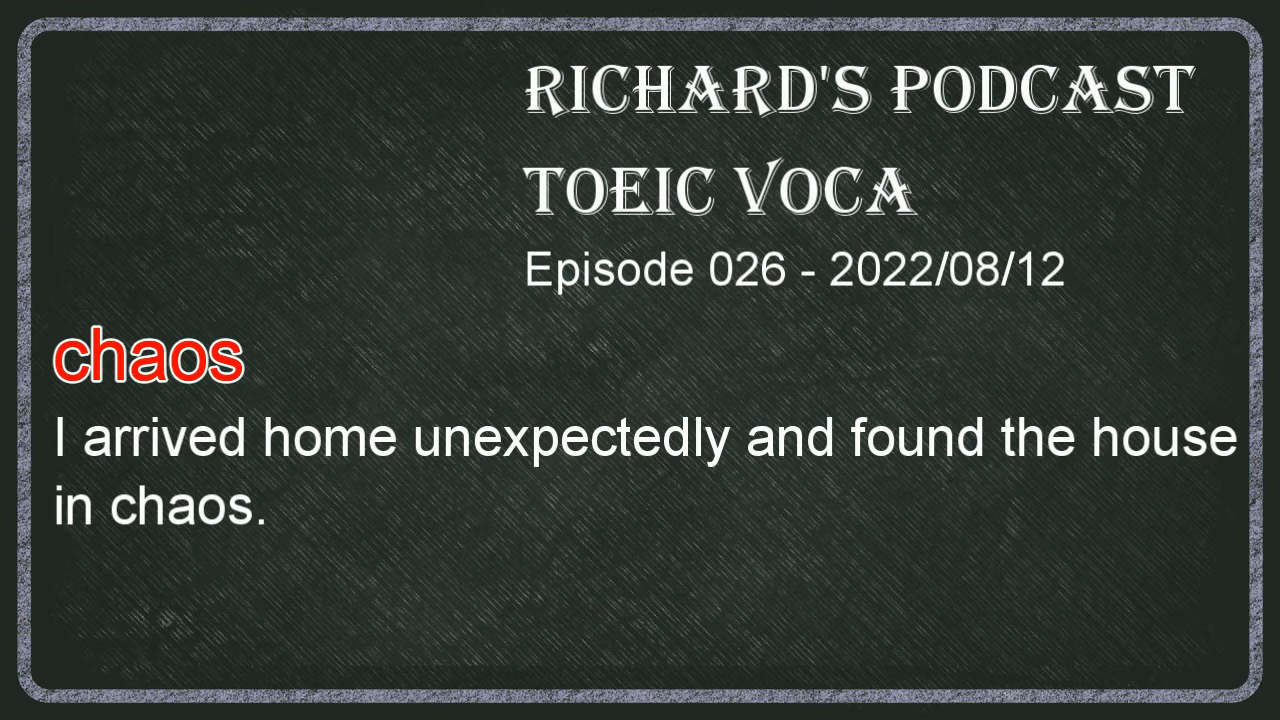 RICHARD'S PODCAST
TOEIC VOCA
Episode 026 - 2022/08/12
chaos
I arrived home unexpectedly and found the house
in chaos.